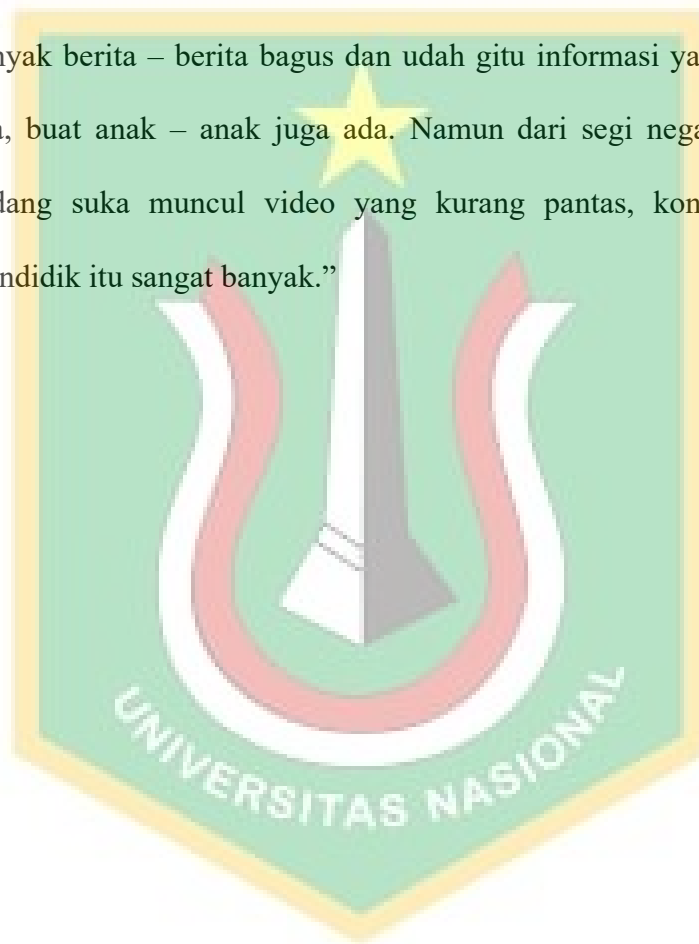 nyak berita – berita bagus dan udah gitu informasi ya
a, buat anak – anak juga ada. Namun dari segi nega
dang suka muncul video yang kurang pantas, kon
ndidik itu sangat banyak.”
UNIVERSITAS NASIONAL